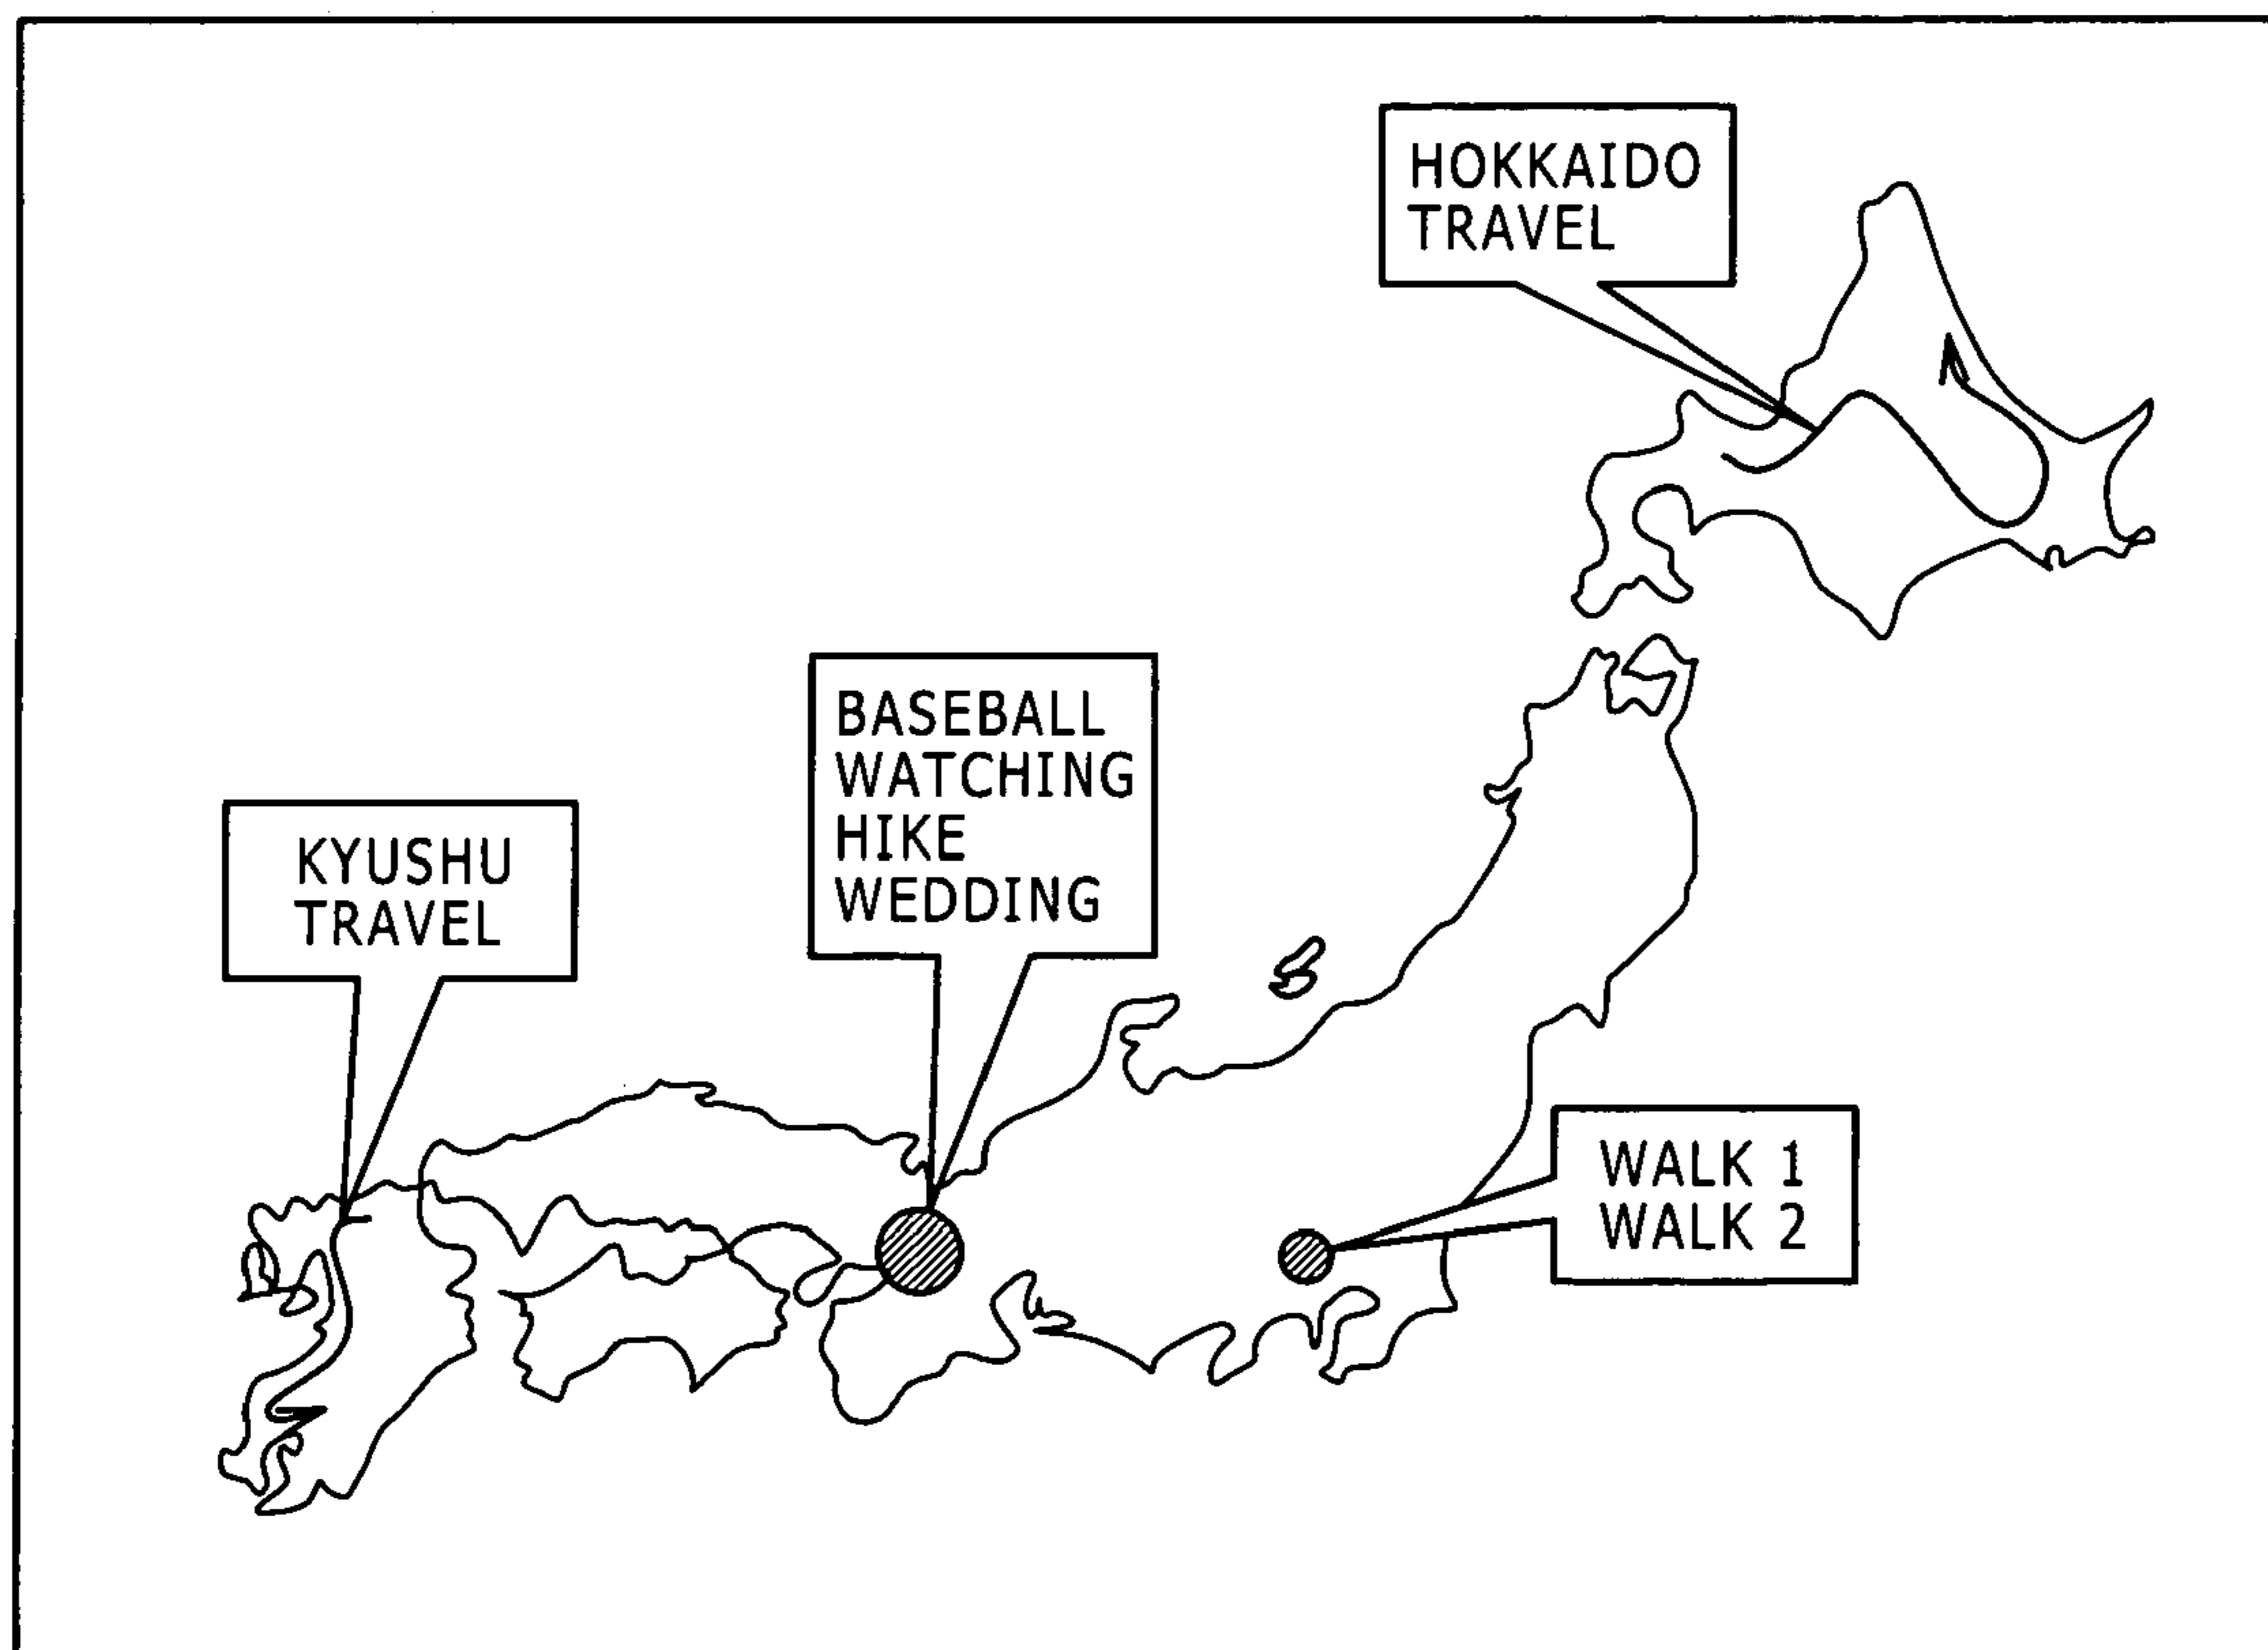 HOKKAIDO
TRAVEL
BASEBALL
WATCHING
HIKE
WEDDING
KYUSHU
TRAVEL
WALK 1
WALK 2